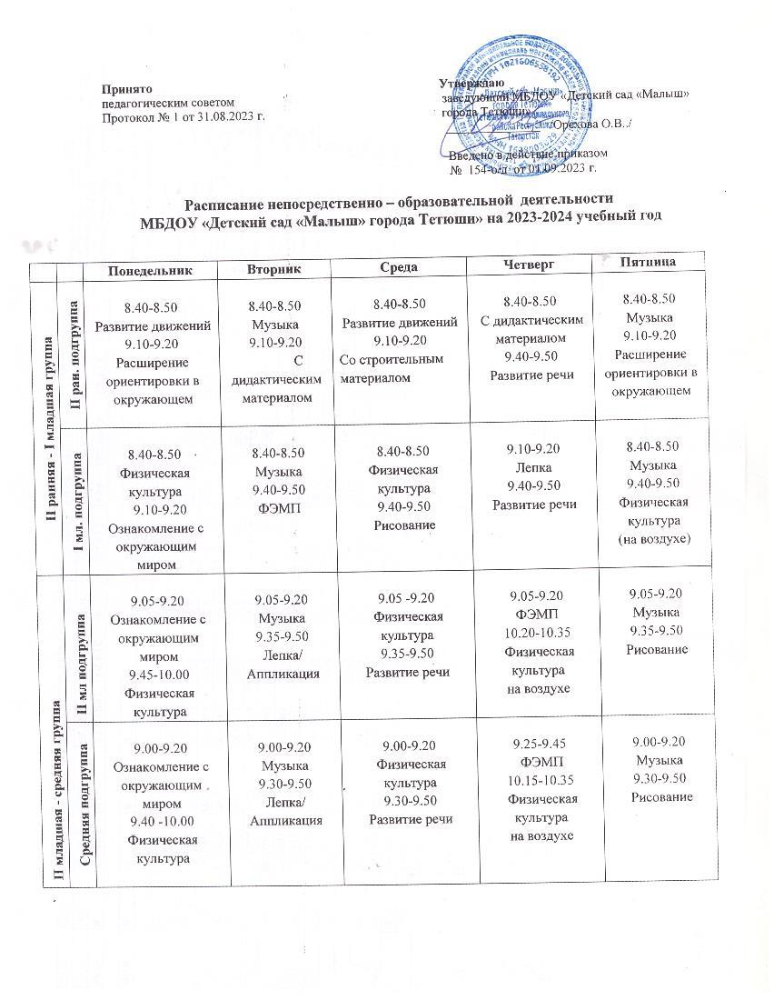 Принято
педагогическим советом
Протокол № 1 от 31.08.2023 г.
Утверждаю
заведующий МБДОУ «Детский сад «Малыш»
города Тетюши»
/Орехова О.В../
Введено в действие приказом
№ 154-о/д от 01.09.2023 г.
Расписание непосредственно – образовательной деятельности
МБДОУ «Детский сад «Малыш» города Тетюши» на 2023-2024 учебный год
Понедельник
Вторник
Среда
Четверг
Пятница
II ранняя - I младшая группа
II ран. подгруппа
8.40-8.50
Развитие движений
9.10-9.20
Расширение
ориентировки в
окружающем
8.40-8.50
Музыка
9.10-9.20
С
дидактическим
материалом
8.40-8.50
Развитие движений
9.10-9.20
Со строительным
материалом
8.40-8.50
С дидактическим
материалом
9.40-9.50
Развитие речи
8.40-8.50
Музыка
9.10-9.20
Расширение
ориентировки в
окружающем
I мл. подгруппа
8.40-8.50
Физическая
культура
9.10-9.20
Ознакомление с
окружающим
миром
8.40-8.50
Музыка
9.40-9.50
ФЭМП
8.40-8.50
Физическая
культура
9.40-9.50
Рисование
9.10-9.20
Лепка
9.40-9.50
Развитие речи
8.40-8.50
Музыка
9.40-9.50
Физическая
культура
(на воздухе)
II младшая - средняя группа
II мл подгруппа
9.05-9.20
Ознакомление с
окружающим
миром
9.45-10.00
Физическая
культура
9.05-9.20
Музыка
9.35-9.50
Лепка/
Аппликация
9.05 -9.20
Физическая
культура
9.35-9.50
Развитие речи
9.05-9.20
ФЭМП
10.20-10.35
Физическая
культура
на воздухе
9.05-9.20
Музыка
9.35-9.50
Рисование
Средняя подгруппа
9.00-9.20
Ознакомление с
окружающим
миром
9.40 -10.00
Физическая
культура
9.00-9.20
Музыка
9.30-9.50
Лепка/
Аппликация
9.00-9.20
Физическая
культура
9.30-9.50
Развитие речи
9.25-9.45
ФЭМП
10.15-10.35
Физическая
культура
на воздухе
9.00-9.20
Музыка
9.30-9.50
Рисование